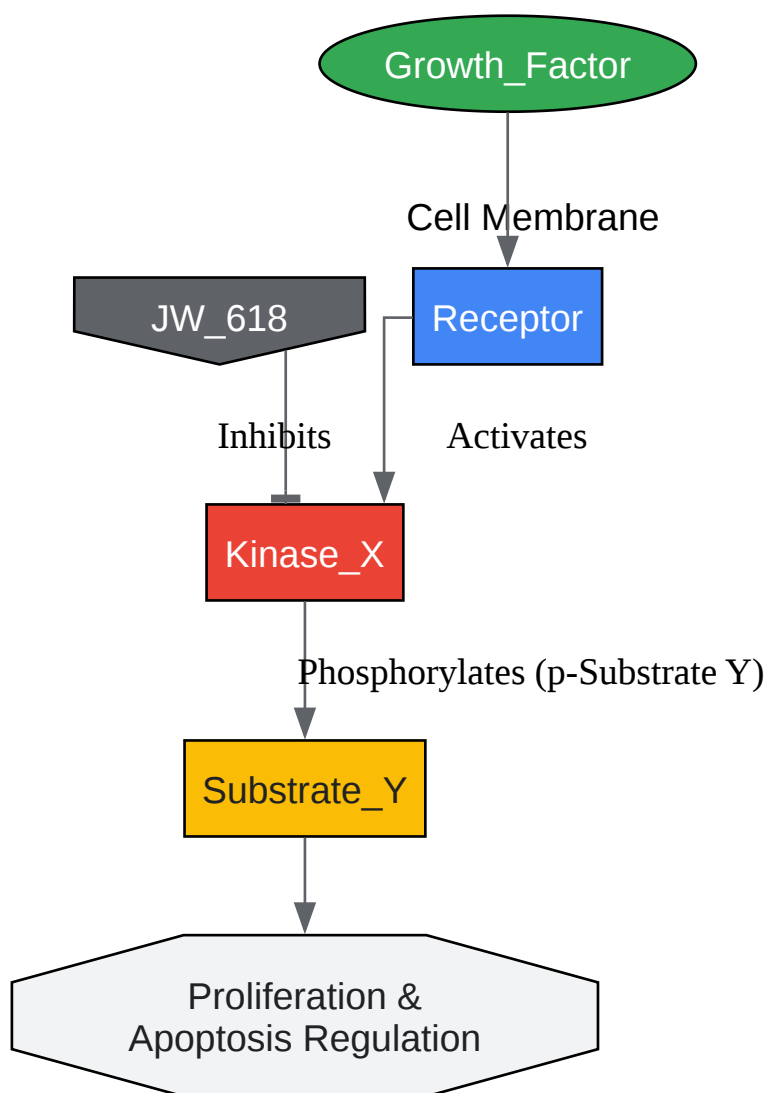 Growth_Factor
Cell Membrane
JW_618
Receptor
Inhibits
Activates
Kinase_X
Phosphorylates (p-Substrate Y)
Substrate_Y
Proliferation &
Apoptosis Regulation